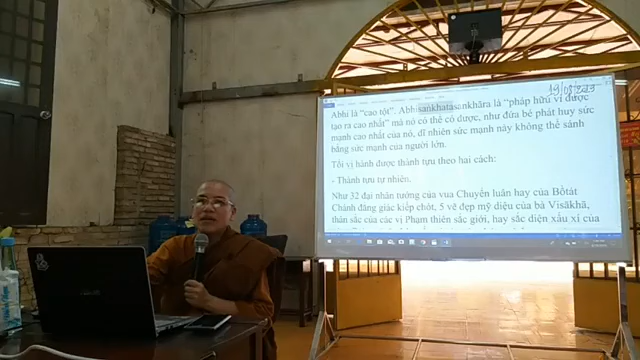 19/08/2019
Abhi là “cao tột”. Abhisaṅkhatasaṅkhāra là “pháp hữu vi được
tạo ra cao nhất” mà nó có thể có được, như đứa bé phát huy sức
mạnh cao nhất của nó, dĩ nhiên sức mạnh này không thể sánh
bằng sức mạnh của người lớn.
Tối vị hành được thành tựu theo hai cách:
- Thành tựu tự nhiên.
Như 32 đại nhân tướng của vua Chuyển luân hay của Bồtát
Chánh đẳng giác kiếp chót, 5 vẽ đẹp mỹ diệu của bà Visākhā,
thân sắc của các vị Phạm thiên sắc giới, hay sắc diện xấu xí của